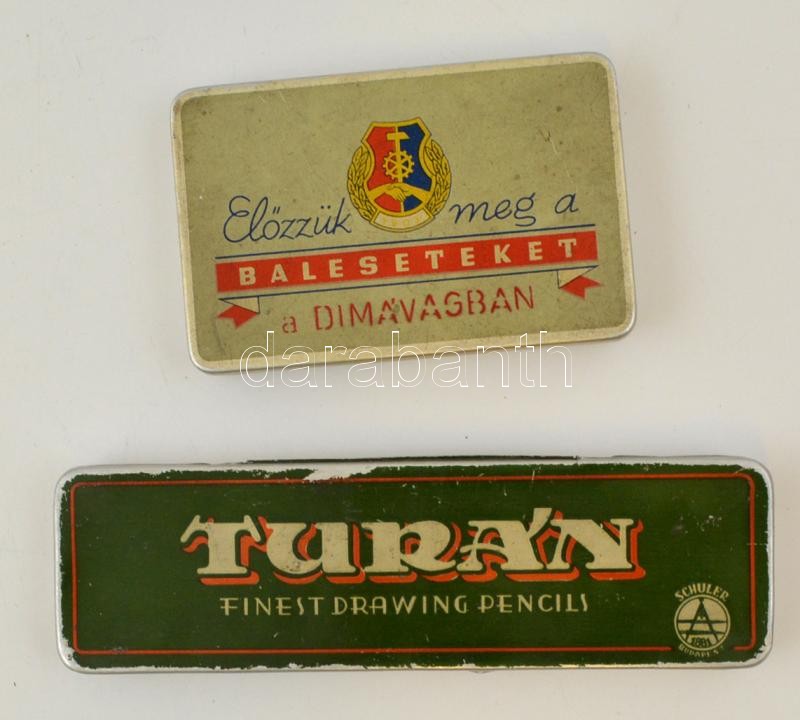 Előzzük meg a
BALESETEKET
a DIMÁVAGBAN
darabanth
TURÁN
FINEST DRAWING PENCILS
SCHULER
1881
BUDAPEST